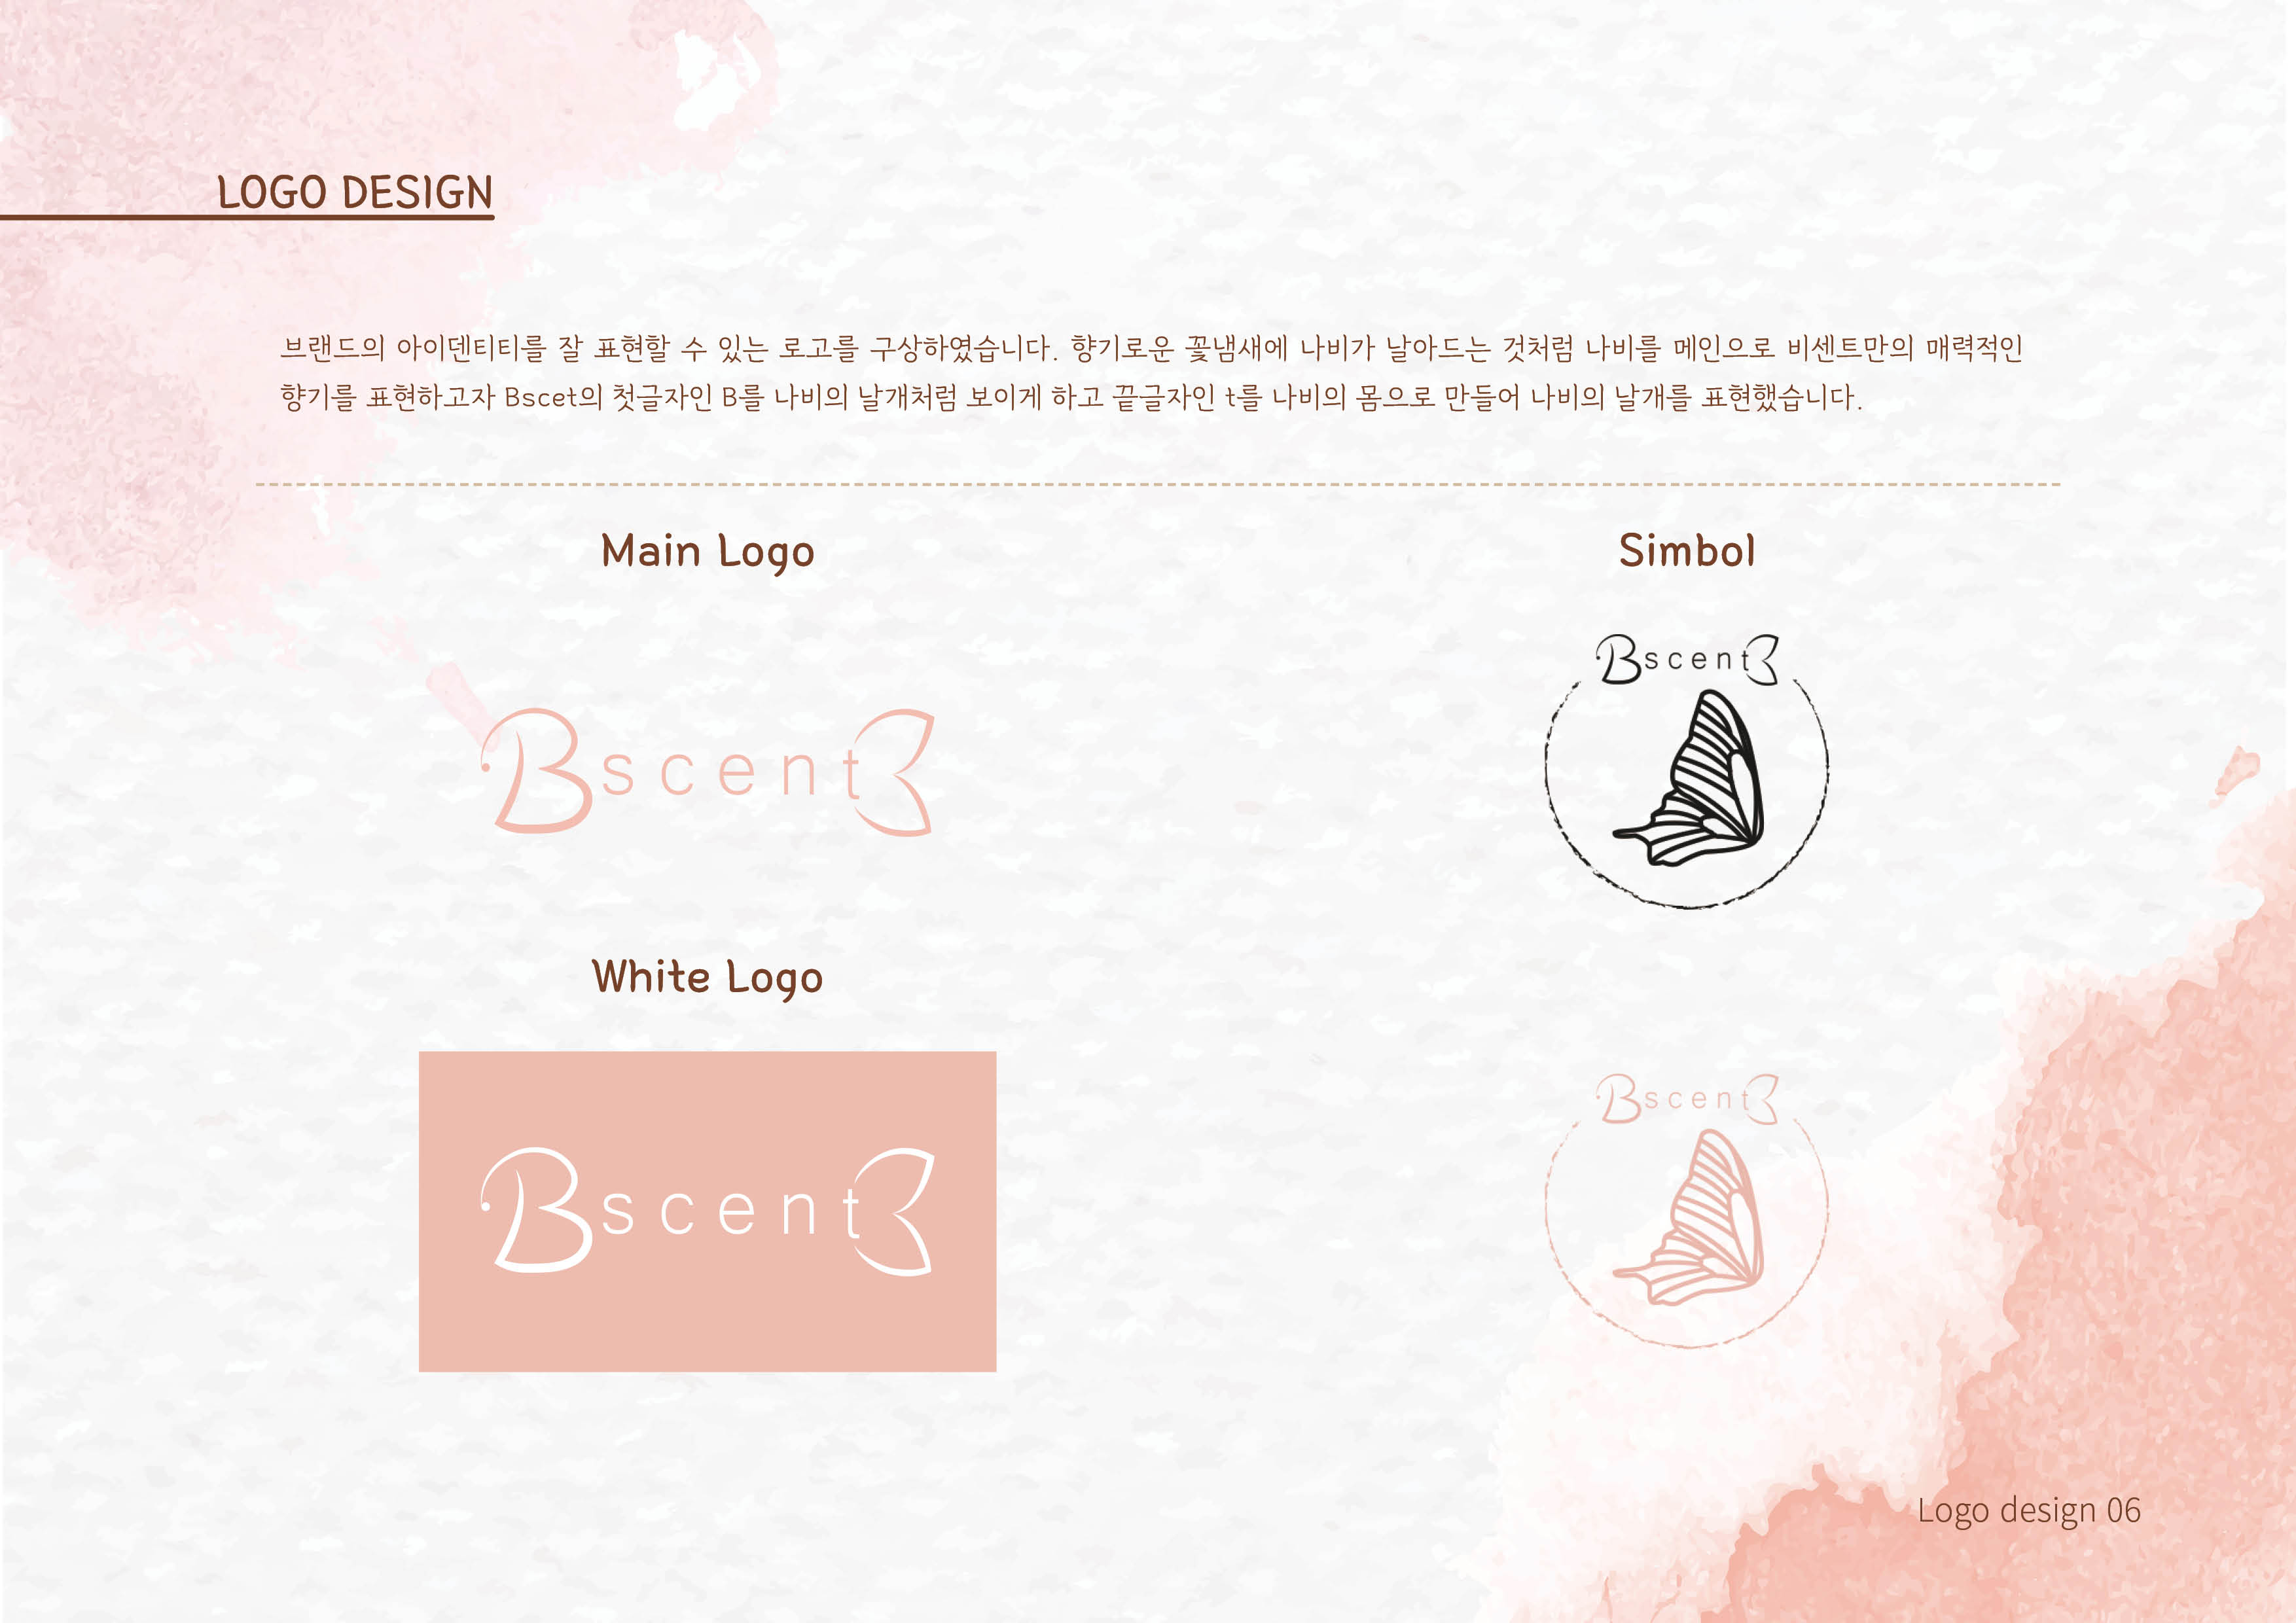 LOGO DESIGN
브랜드의 아이덴티티를 잘 표현할 수 있는 로고를 구상하였습니다. 향기로운 꽃냄새에 나비가 날아드는 것처럼 나비를 메인으로 비센트만의 매력적인
향기를 표현하고자 Bscet의 첫글자인 B를 나비의 날개처럼 보이게 하고 끝글자인 t를 나비의 몸으로 만들어 나비의 날개를 표현했습니다.
Main Logo
Bscent
White Logo
Bscent
Simbol
Bscent
Bscent
Logo design 06